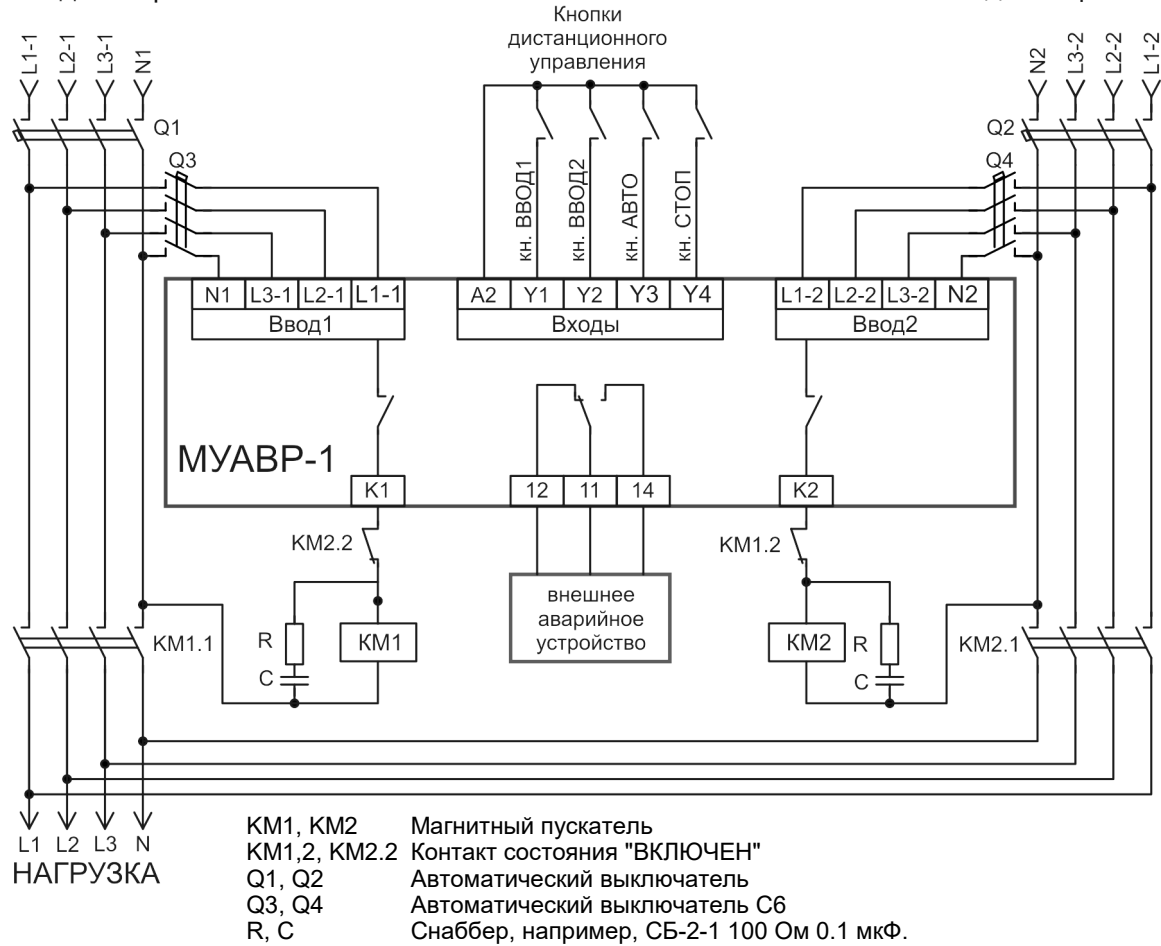 Кнопки
дистанционного
управления
L1-1
L2-1
L3-1
N1
N2
L3-2
L2-2
L1-2
Q1
Q2
Q3
Q4
кн. ВВОД1
кн. ВВОД2
кн. АВТО
кн. СТОП
N1 L3-1 L2-1 L1-1
A2 Y1 Y2 Y3 Y4
L1-2 L2-2 L3-2 N2
Ввод1
Входы
Ввод2
МУАВР-1
K1
12 11 14
K2
KM2.2
KM1.2
внешнее
аварийное
устройство
KM1.1
R
C
KM1
KM2
R
C
KM2.1
L1 L2 L3 N
НАГРУЗКА
KM1, KM2 Магнитный пускатель
KM1,2, KM2.2 Контакт состояния "ВКЛЮЧЕН"
Q1, Q2 Автоматический выключатель
Q3, Q4 Автоматический выключатель С6
R, C Снаббер, например, СБ-2-1 100 Ом 0.1 мкФ.